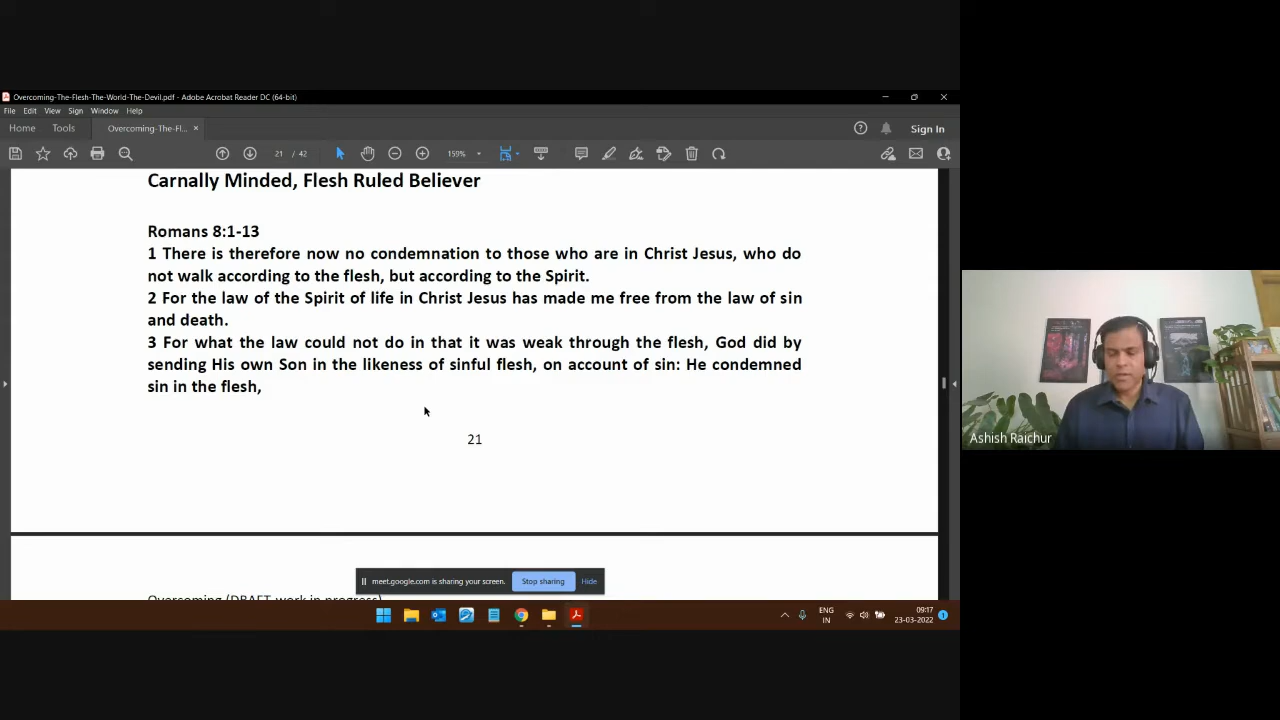 Overcoming-The-Flesh-The-World-The-Devil.pdf - Adobe Acrobat Reader DC (64-bit)
File Edit View Sign Window Help
Home Tools Overcoming-The-Fl... × Sign In
21 / 42 159%
Carnally Minded, Flesh Ruled Believer
Romans 8:1-13
1 There is therefore now no condemnation to those who are in Christ Jesus, who do
not walk according to the flesh, but according to the Spirit.
2 For the law of the Spirit of life in Christ Jesus has made me free from the law of sin
and death.
3 For what the law could not do in that it was weak through the flesh, God did by
sending His own Son in the likeness of sinful flesh, on account of sin: He condemned
sin in the flesh,
21
Ashish Raichur
meet.google.com is sharing your screen. Stop sharing Hide
Overcoming (DRAFT-work in progress)
ENG
IN
09:17
23-03-2022
1